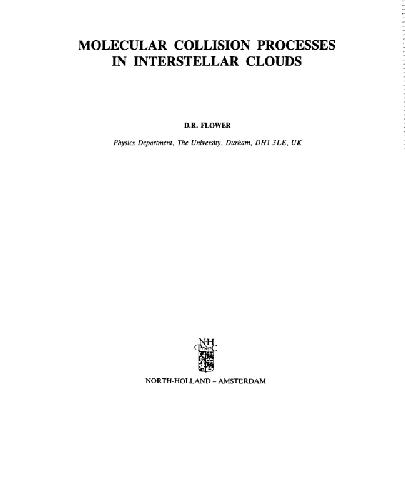 MOLECULAR COLLISION PROCESSES
IN INTERSTELLAR CLOUDS
D.R. FLOWER
Physics Department, The University, Durham, DH1 3LE, UK
NH
NORTH-HOLLAND – AMSTERDAM